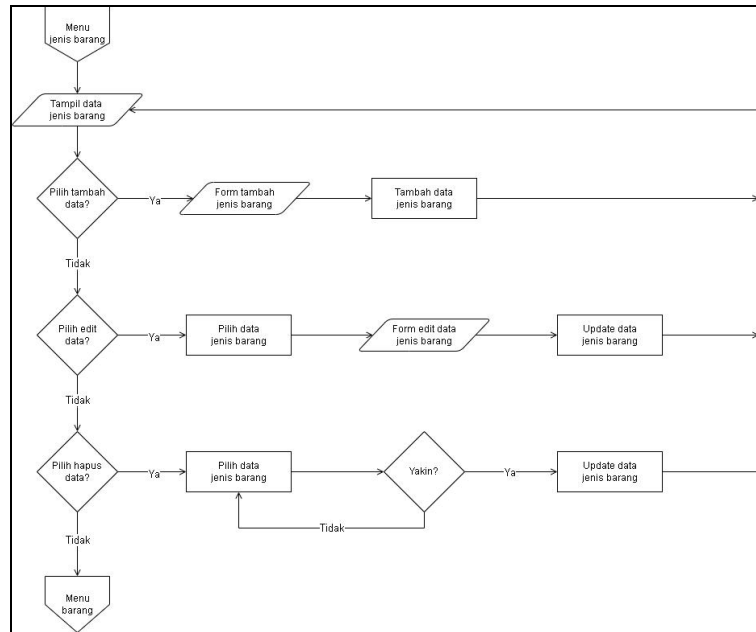 Menu
jenis barang
Tampil data
jenis barang
Pilih tambah
data?
Ya
Form tambah
jenis barang
Tambah data
jenis barang
Tidak
Pilih edit
data?
Ya
Pilih data
jenis barang
Form edit data
jenis barang
Update data
jenis barang
Tidak
Pilih hapus
data?
Ya
Pilih data
jenis barang
Yakin?
Ya
Update data
jenis barang
Tidak
Tidak
Menu
barang